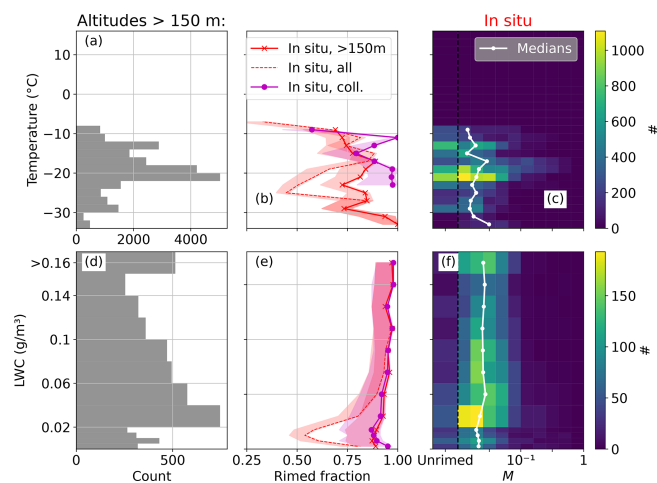 Altitudes > 150 m:
In situ
(a)
Temperature (°C)
10
0
−10
−20
−30
0
2000
4000
In situ, >150m
In situ, all
In situ, coll.
(b)
Medians
(c)
1000
800
600
400
200
0
#
(d)
LWC (g/m³)
>0.16
0.14
0.1
0.06
0.02
0
500
Count
(e)
0.25
0.50
0.75
1.00
Rimed fraction
(f)
Unrimed
10⁻¹
1
M
150
100
50
0
#